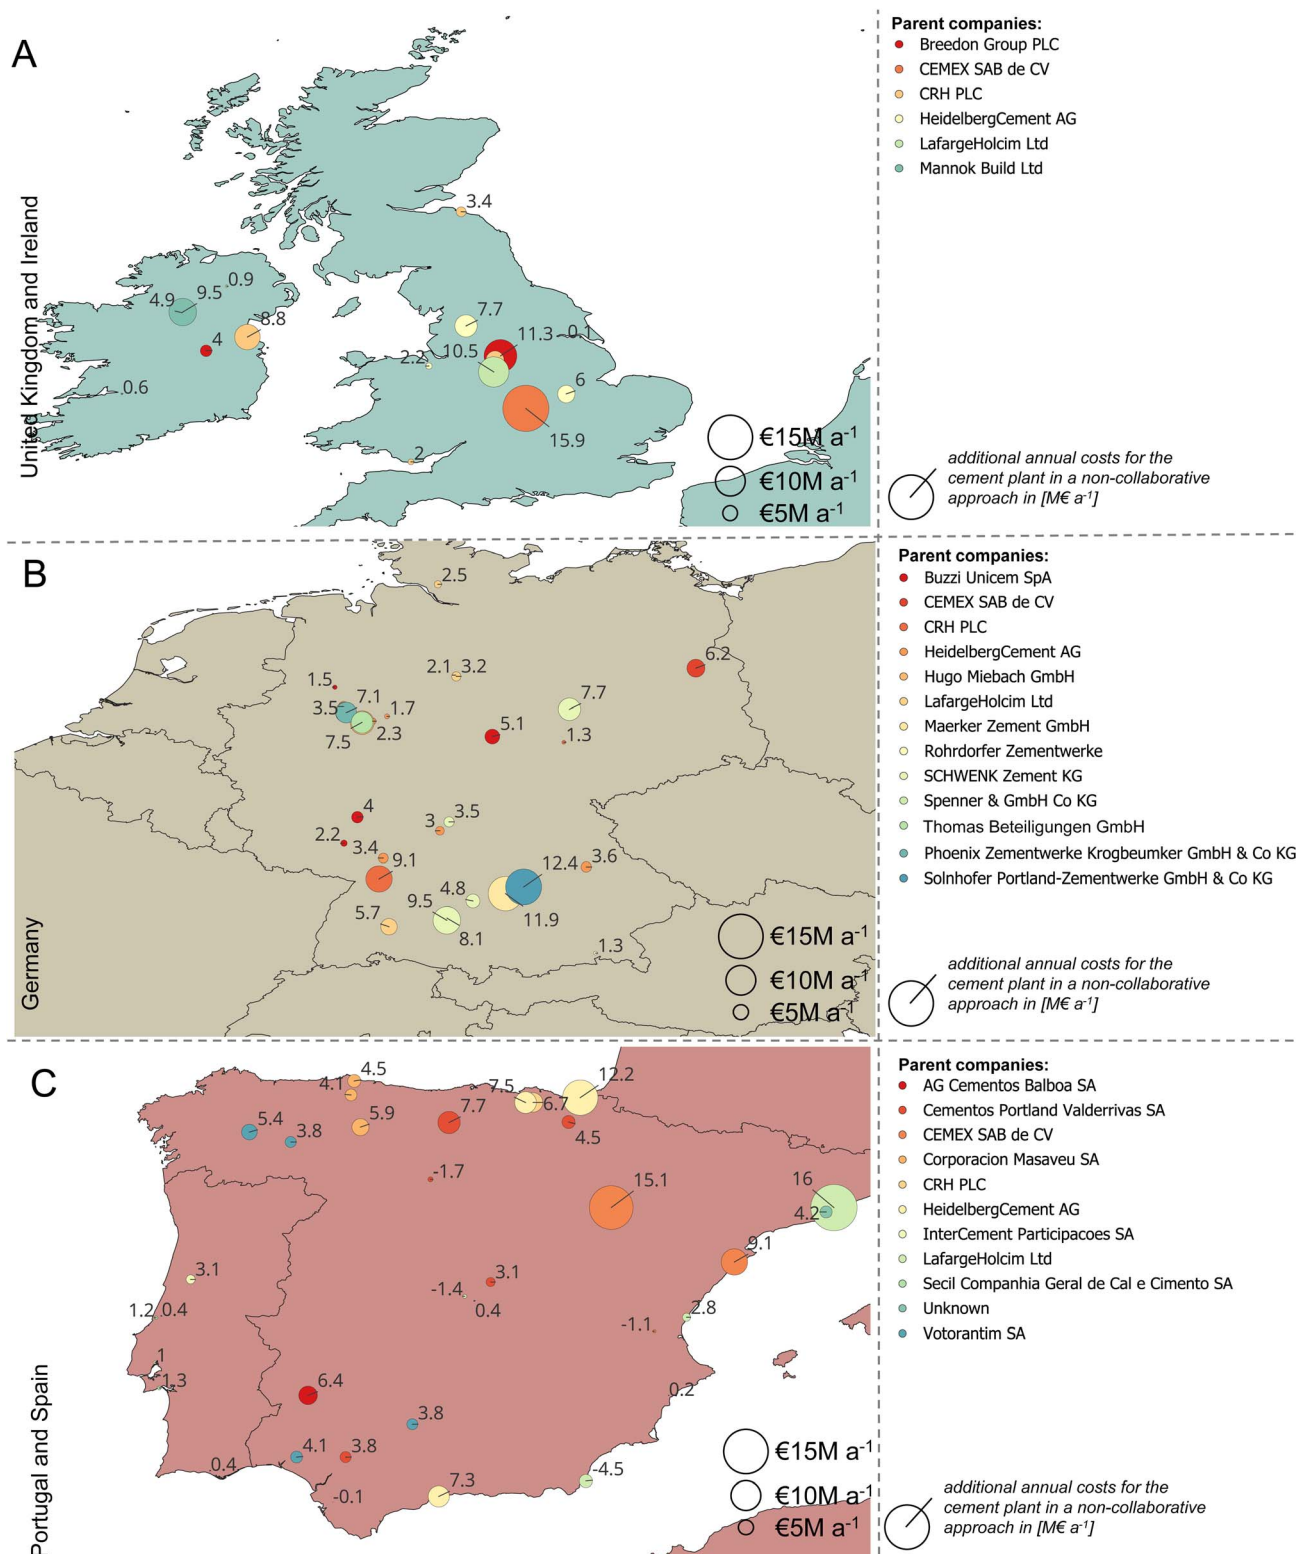 A
United Kingdom and Ireland
3.4
0.9
4.9
9.5
8.8
4
0.6
7.7
11.3
-0.1
10.5
2.2
6
15.9
2
€15M a⁻¹
€10M a⁻¹
€5M a⁻¹
Parent companies:
Breedon Group PLC
CEMEX SAB de CV
CRH PLC
HeidelbergCement AG
LafargeHolcim Ltd
Mannok Build Ltd
additional annual costs for the
cement plant in a non-collaborative
approach in [M€ a⁻¹]
B
Germany
2.5
6.2
2.1
3.2
1.5
7.1
3.5
1.7
7.7
7.5
2.3
5.1
1.3
4
3.5
3
2.2
3.4
9.1
12.4
3.6
4.8
9.5
11.9
5.7
8.1
1.3
€15M a⁻¹
€10M a⁻¹
€5M a⁻¹
Parent companies:
Buzzi Unicem SpA
CEMEX SAB de CV
CRH PLC
HeidelbergCement AG
Hugo Miebach GmbH
LafargeHolcim Ltd
Maerker Zement GmbH
Rohrdorfer Zementwerke
SCHWENK Zement KG
Spenner & GmbH Co KG
Thomas Beteiligungen GmbH
Phoenix Zementwerke Krogbeumker GmbH & Co KG
Solnhofer Portland-Zementwerke GmbH & Co KG
additional annual costs for the
cement plant in a non-collaborative
approach in [M€ a⁻¹]
C
Portugal and Spain
4.5
4.1
7.5
12.2
6.7
5.4
3.8
5.9
7.7
4.5
-1.7
15.1
16
4.2
9.1
3.1
3.1
-1.4
0.4
1.2
0.4
2.8
-1.1
1
1.3
6.4
0.2
3.8
4.1
3.8
0.4
-0.1
7.3
-4.5
€15M a⁻¹
€10M a⁻¹
€5M a⁻¹
Parent companies:
AG Cementos Balboa SA
Cementos Portland Valderrivas SA
CEMEX SAB de CV
Corporacion Masaveu SA
CRH PLC
HeidelbergCement AG
InterCement Participacoes SA
LafargeHolcim Ltd
Secil Companhia Geral de Cal e Cimento SA
Unknown
Votorantim SA
additional annual costs for the
cement plant in a non-collaborative
approach in [M€ a⁻¹]